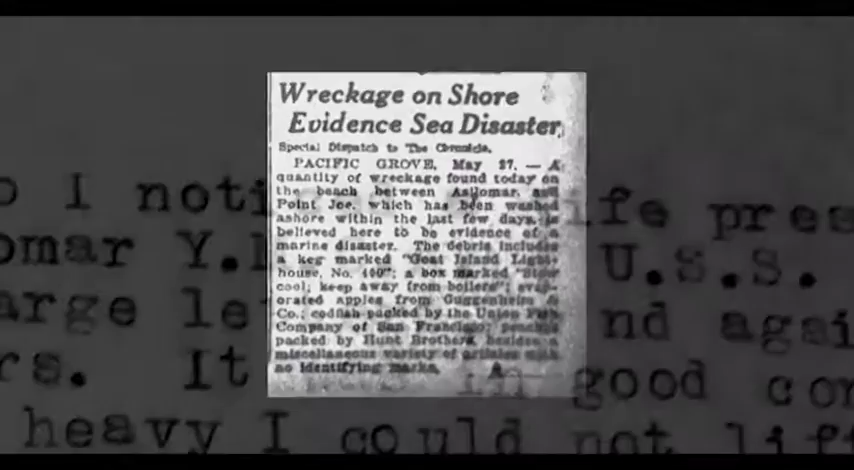 Wreckage on Shore
Evidence Sea Disaster
Special Dispatch to The Chronicle.
PACIFIC GROVE, May 27. — A
quantity of wreckage found today on
the beach between Asilomar and
Point Joe, which has been washed
ashore within the last few days, is
believed here to be evidence of a
marine disaster. The debris includes
a keg marked "Goat Island Light-
house, No. 400"; a box marked "Stow
cool; keep away from boilers"; evap-
orated apples from Guggenheim &
Co.; codfish packed by the Union Fish
Company of San Francisco; peaches
packed by Hunt Brothers, besides a
miscellaneous variety of articles with
no identifying marks.
o I noti ife pres
omar Y. U.S.S.
arge le nd agai
rs. It in good con
heavy I could not lif